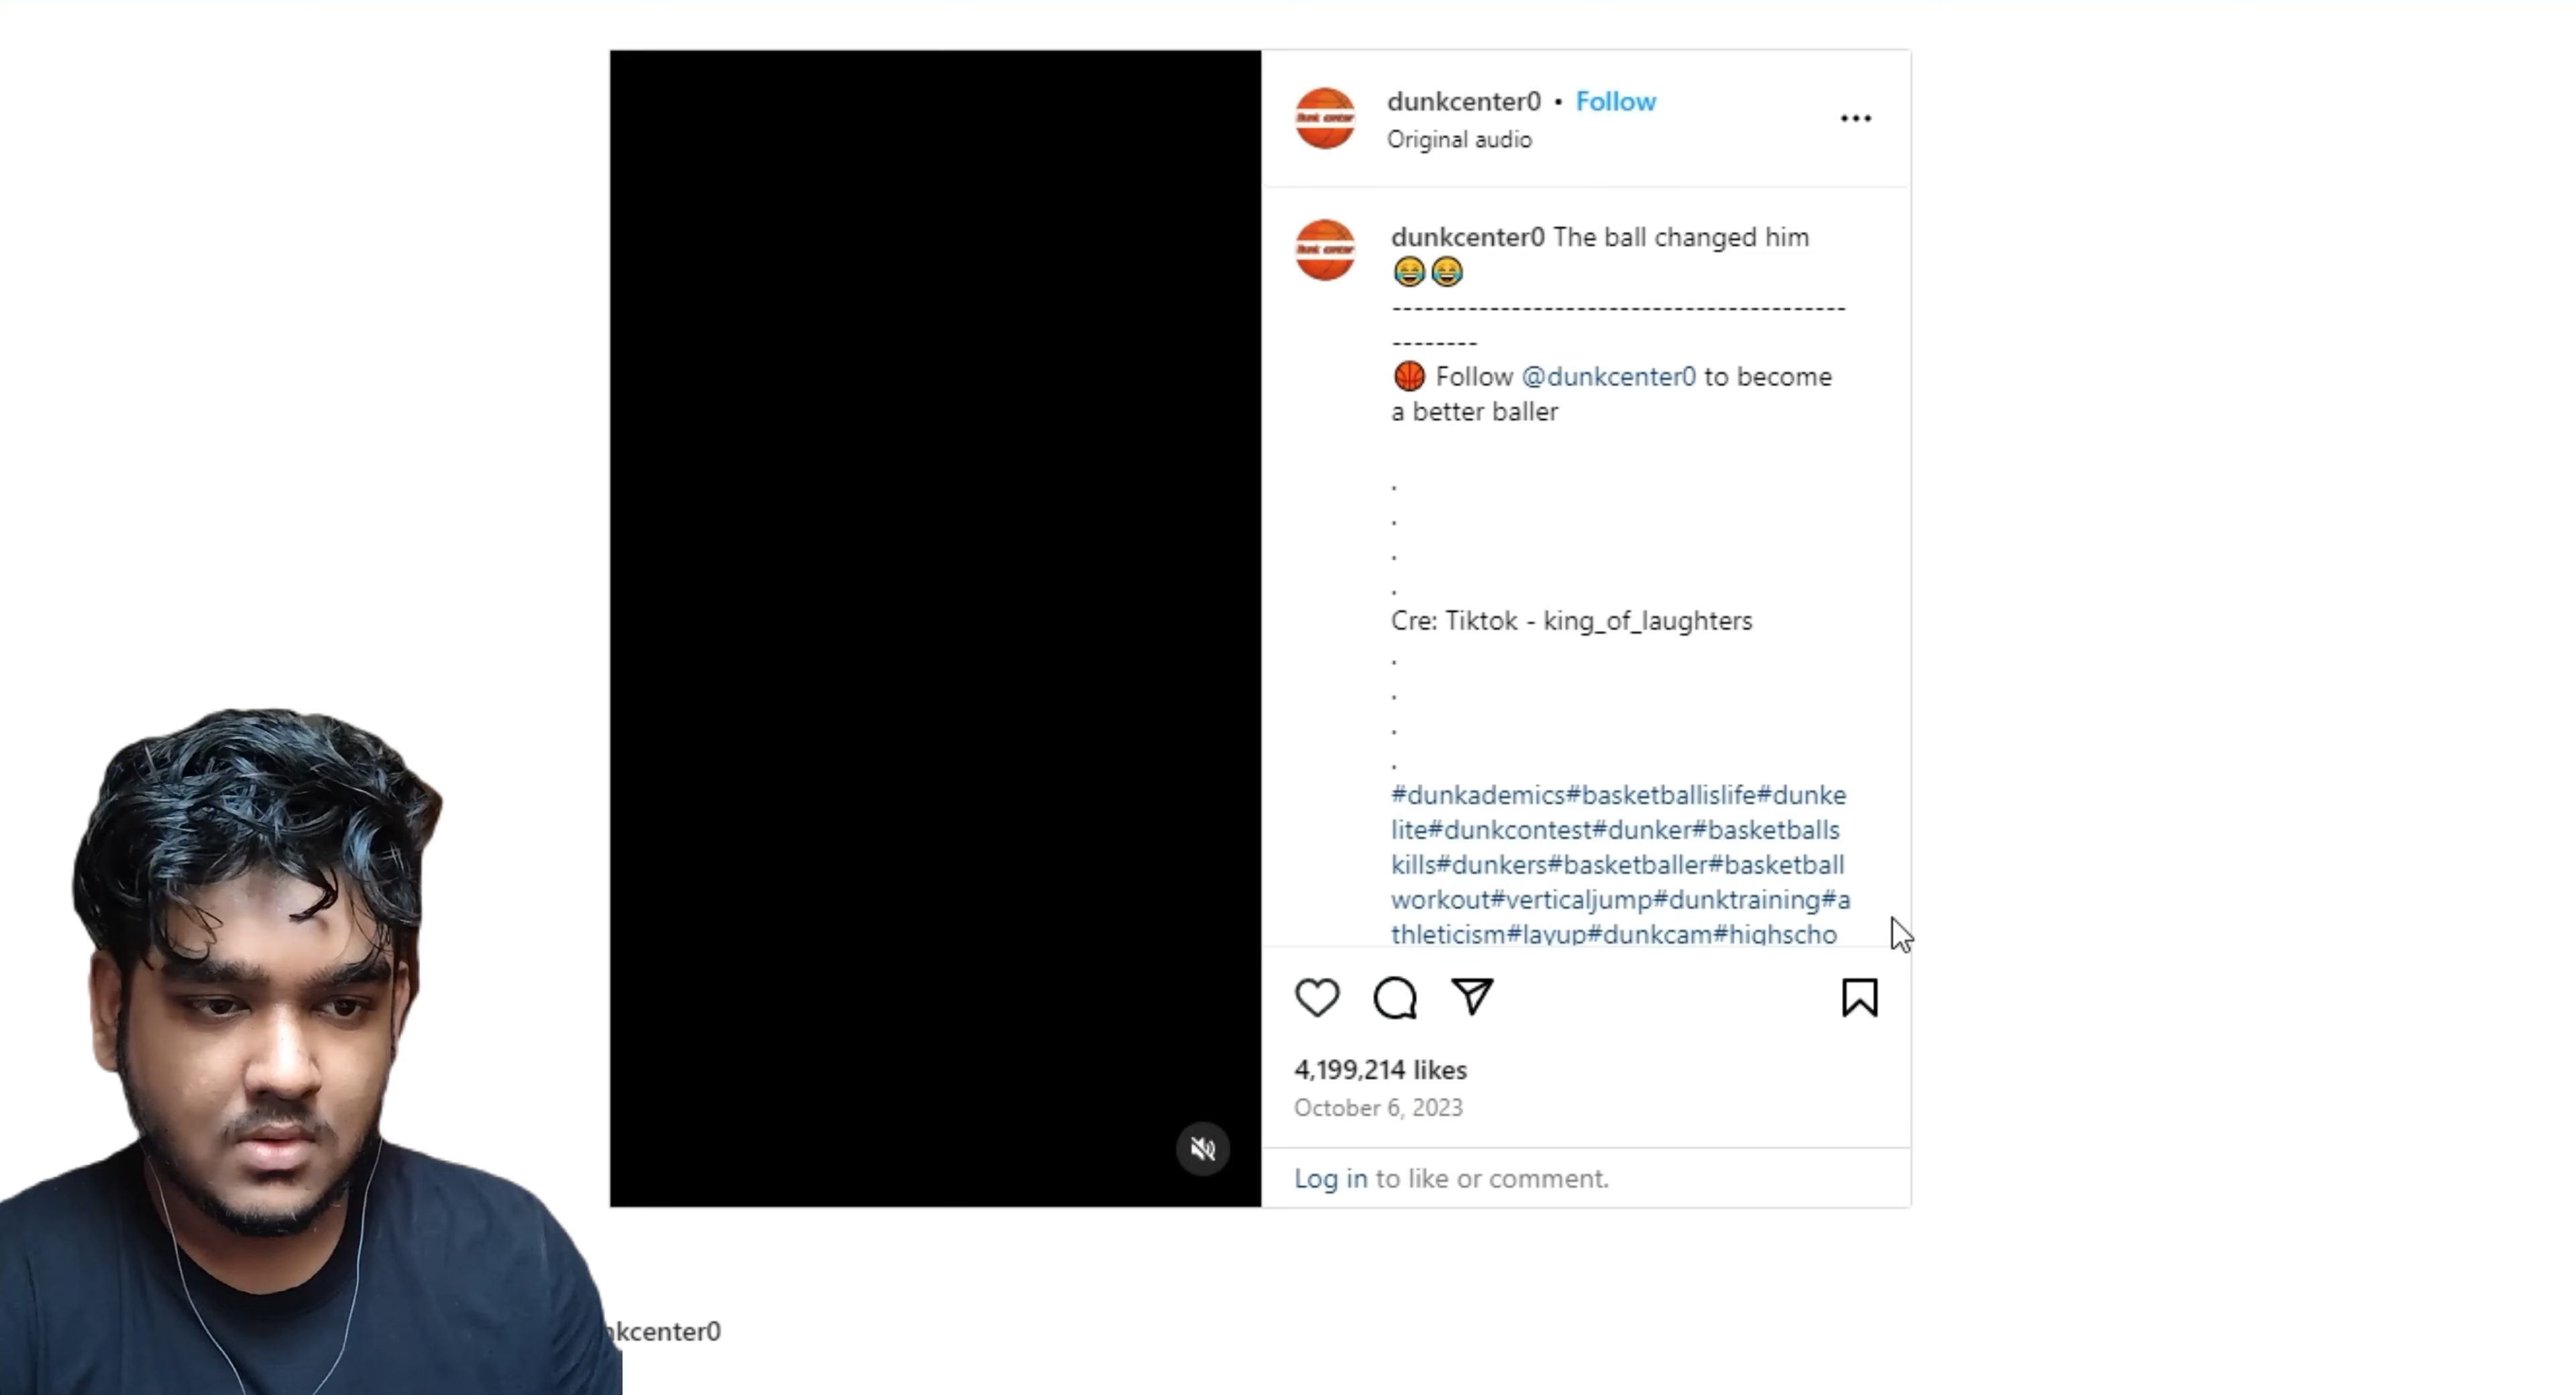 dunkcenter0 • Follow
Original audio
dunkcenter0 The ball changed him
😂😂
------------------------------------------
--------
🏀 Follow @dunkcenter0 to become
a better baller
.
.
.
.
Cre: Tiktok - king_of_laughters
.
.
.
.
#dunkademics#basketballislife#dunke
lite#dunkcontest#dunker#basketballs
kills#dunkers#basketballer#basketball
workout#verticaljump#dunktraining#a
thleticism#layup#dunkcam#highscho
4,199,214 likes
October 6, 2023
Log in to like or comment.
nkcenter0